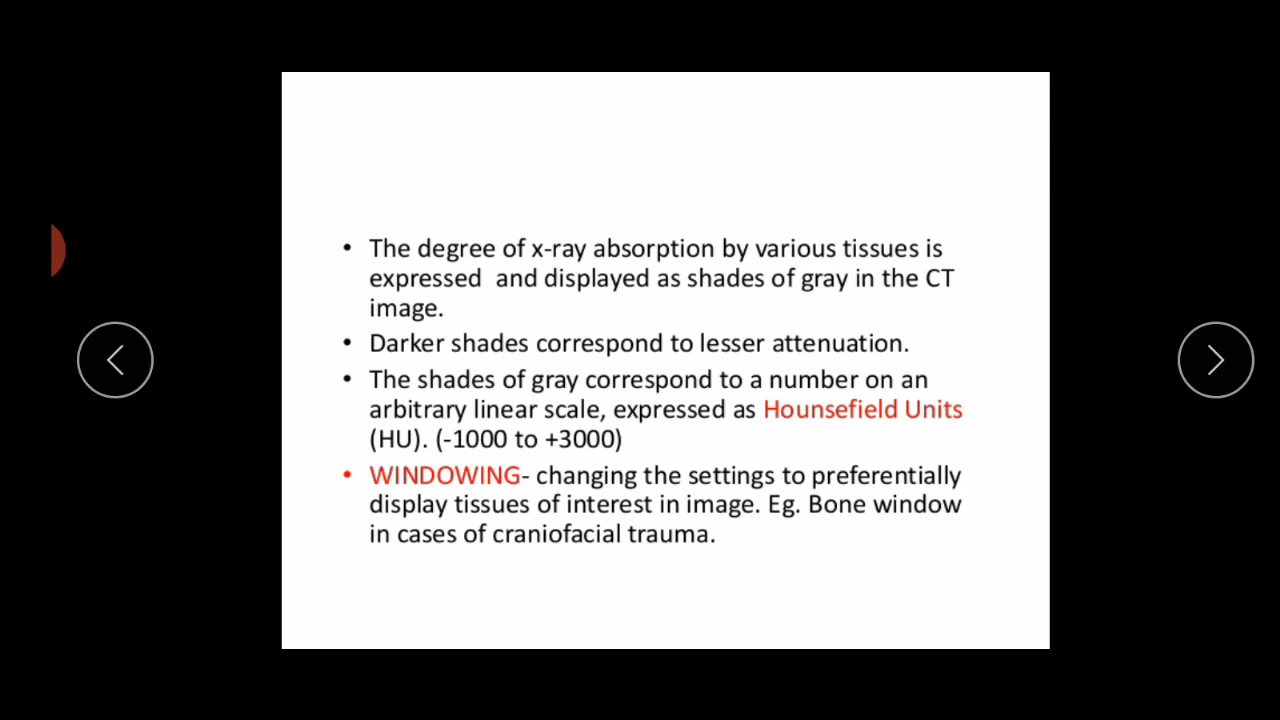 • The degree of x-ray absorption by various tissues is
expressed  and displayed as shades of gray in the CT
image.
• Darker shades correspond to lesser attenuation.
• The shades of gray correspond to a number on an
arbitrary linear scale, expressed as Hounsefield Units
(HU). (-1000 to +3000)
• WINDOWING- changing the settings to preferentially
display tissues of interest in image. Eg. Bone window
in cases of craniofacial trauma.